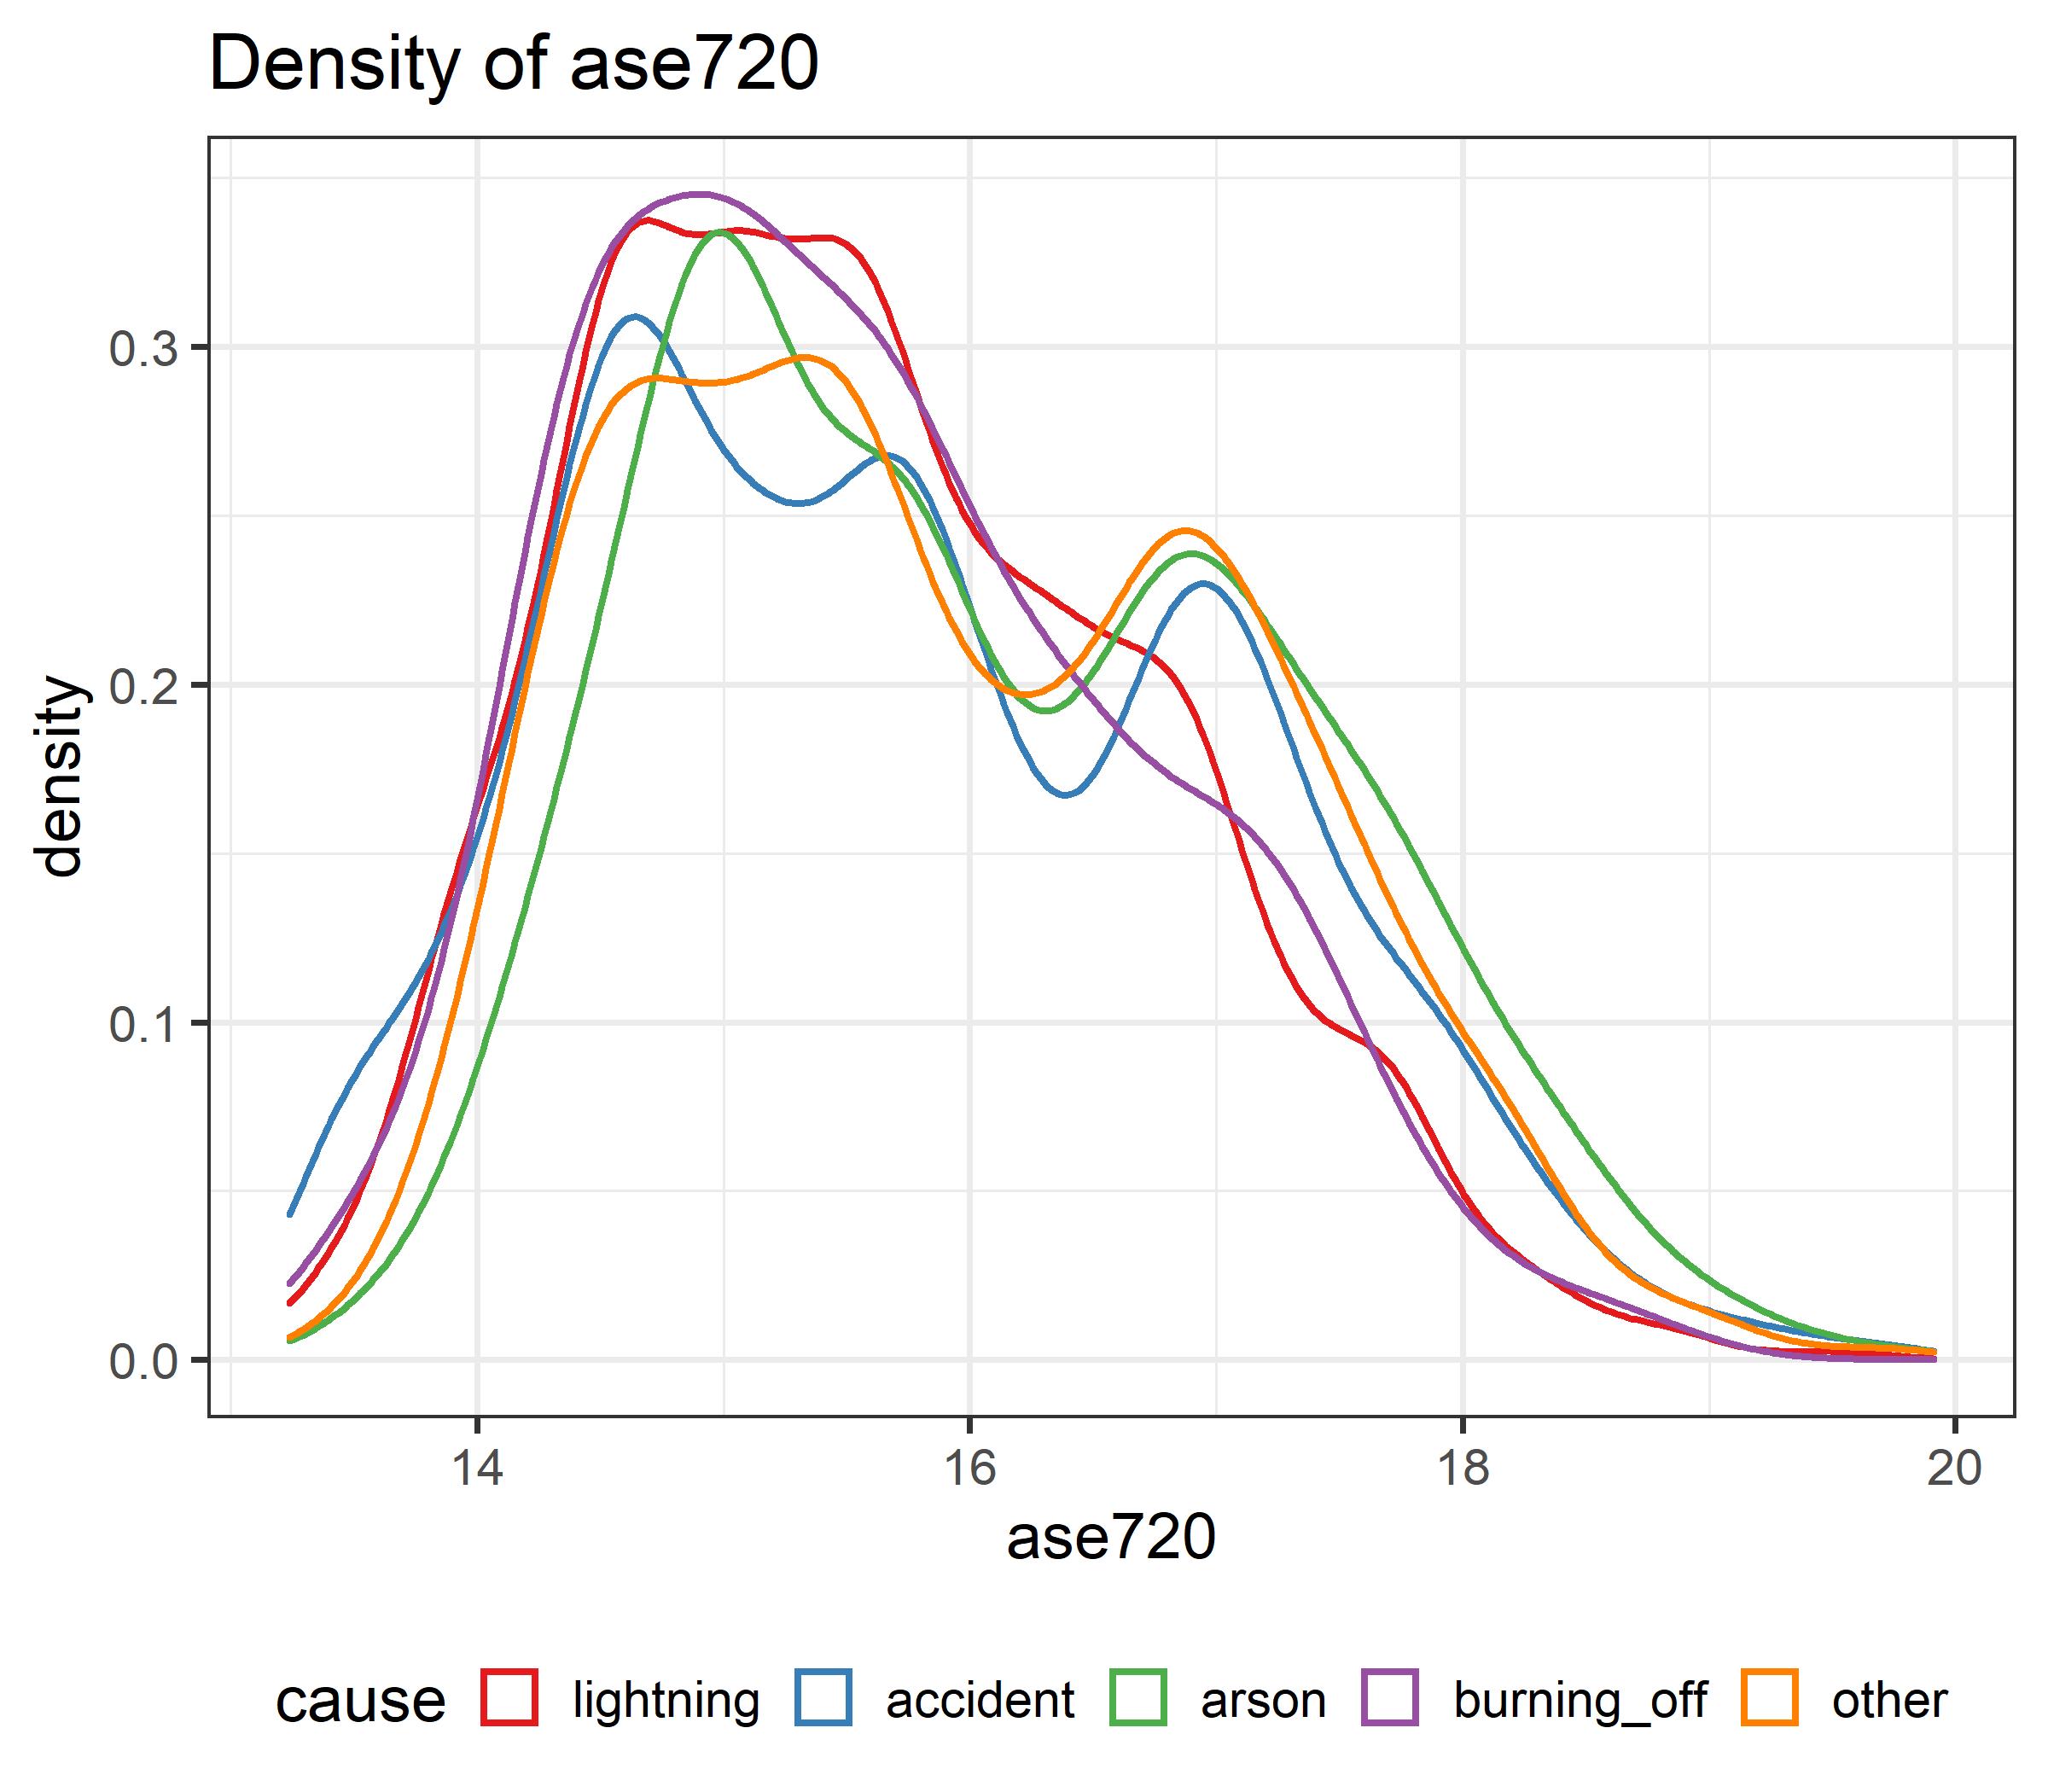 Density of ase720
density
0.3
0.2
0.1
0.0
14 16 18 20
ase720
cause lightning accident arson burning_off other